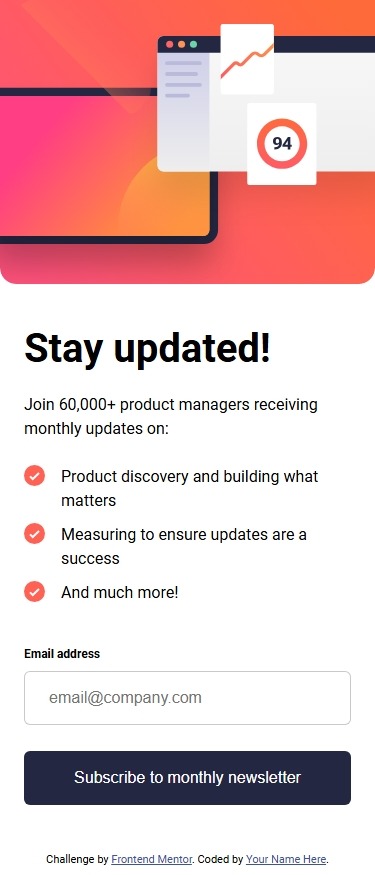 94
Stay updated!
Join 60,000+ product managers receiving
monthly updates on:
Product discovery and building what
matters
Measuring to ensure updates are a
success
And much more!
Email address
email@company.com
Subscribe to monthly newsletter
Challenge by Frontend Mentor. Coded by Your Name Here.